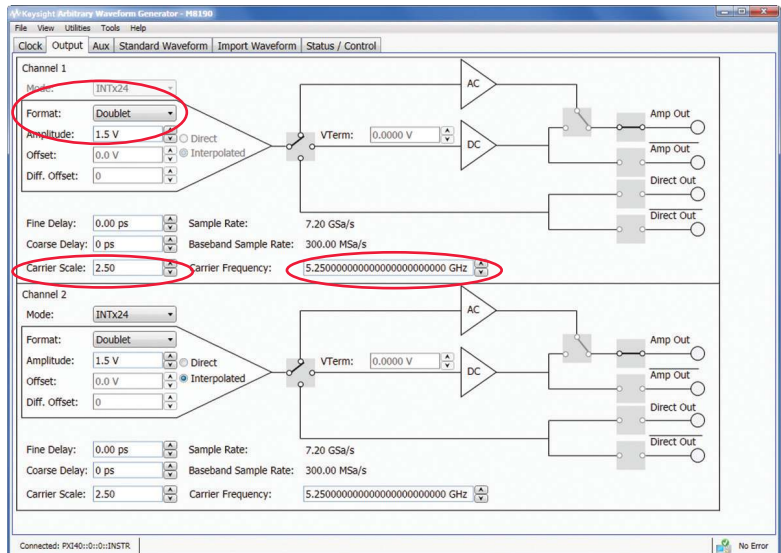 Keysight Arbitrary Waveform Generator - M8190
File View Utilities Tools Help
Clock Output Aux Standard Waveform Import Waveform Status / Control
Channel 1
Mode: INTx24
Format: Doublet
Amplitude: 1.5 V
Offset: 0.0 V
Diff. Offset: 0
Direct
Interpolated
VTerm: 0.0000 V
AC
DC
Amp Out
Amp Out
Direct Out
Direct Out
Fine Delay: 0.00 ps Sample Rate: 7.20 GSa/s
Coarse Delay: 0 ps Baseband Sample Rate: 300.00 MSa/s
Carrier Scale: 2.50 Carrier Frequency: 5.250000000000000000000000 GHz
Channel 2
Mode: INTx24
Format: Doublet
Amplitude: 1.5 V
Offset: 0.0 V
Diff. Offset: 0
Direct
Interpolated
VTerm: 0.0000 V
AC
DC
Amp Out
Amp Out
Direct Out
Direct Out
Fine Delay: 0.00 ps Sample Rate: 7.20 GSa/s
Coarse Delay: 0 ps Baseband Sample Rate: 300.00 MSa/s
Carrier Scale: 2.50 Carrier Frequency: 5.250000000000000000000000 GHz
Connected: PXI40::0::0::INSTR No Error